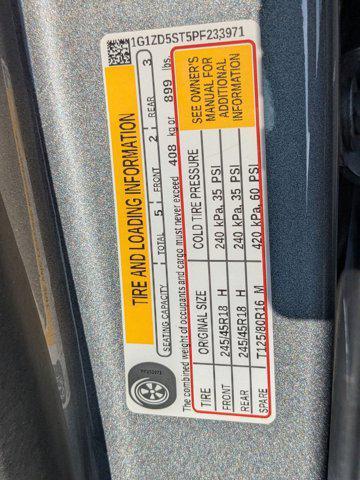 1G1ZD5ST5PF233971
TIRE AND LOADING INFORMATION
SEATING CAPACITY TOTAL 5 FRONT 2 REAR 3
The combined weight of occupants and cargo must never exceed 408 kg or 899 lbs.
TIRE ORIGINAL SIZE COLD TIRE PRESSURE
FRONT 245/45R18 H 240 kPa, 35 PSI
REAR 245/45R18 H 240 kPa, 35 PSI
SPARE T125/80R16 M 420 kPa, 60 PSI
SEE OWNER'S
MANUAL FOR
ADDITIONAL
INFORMATION